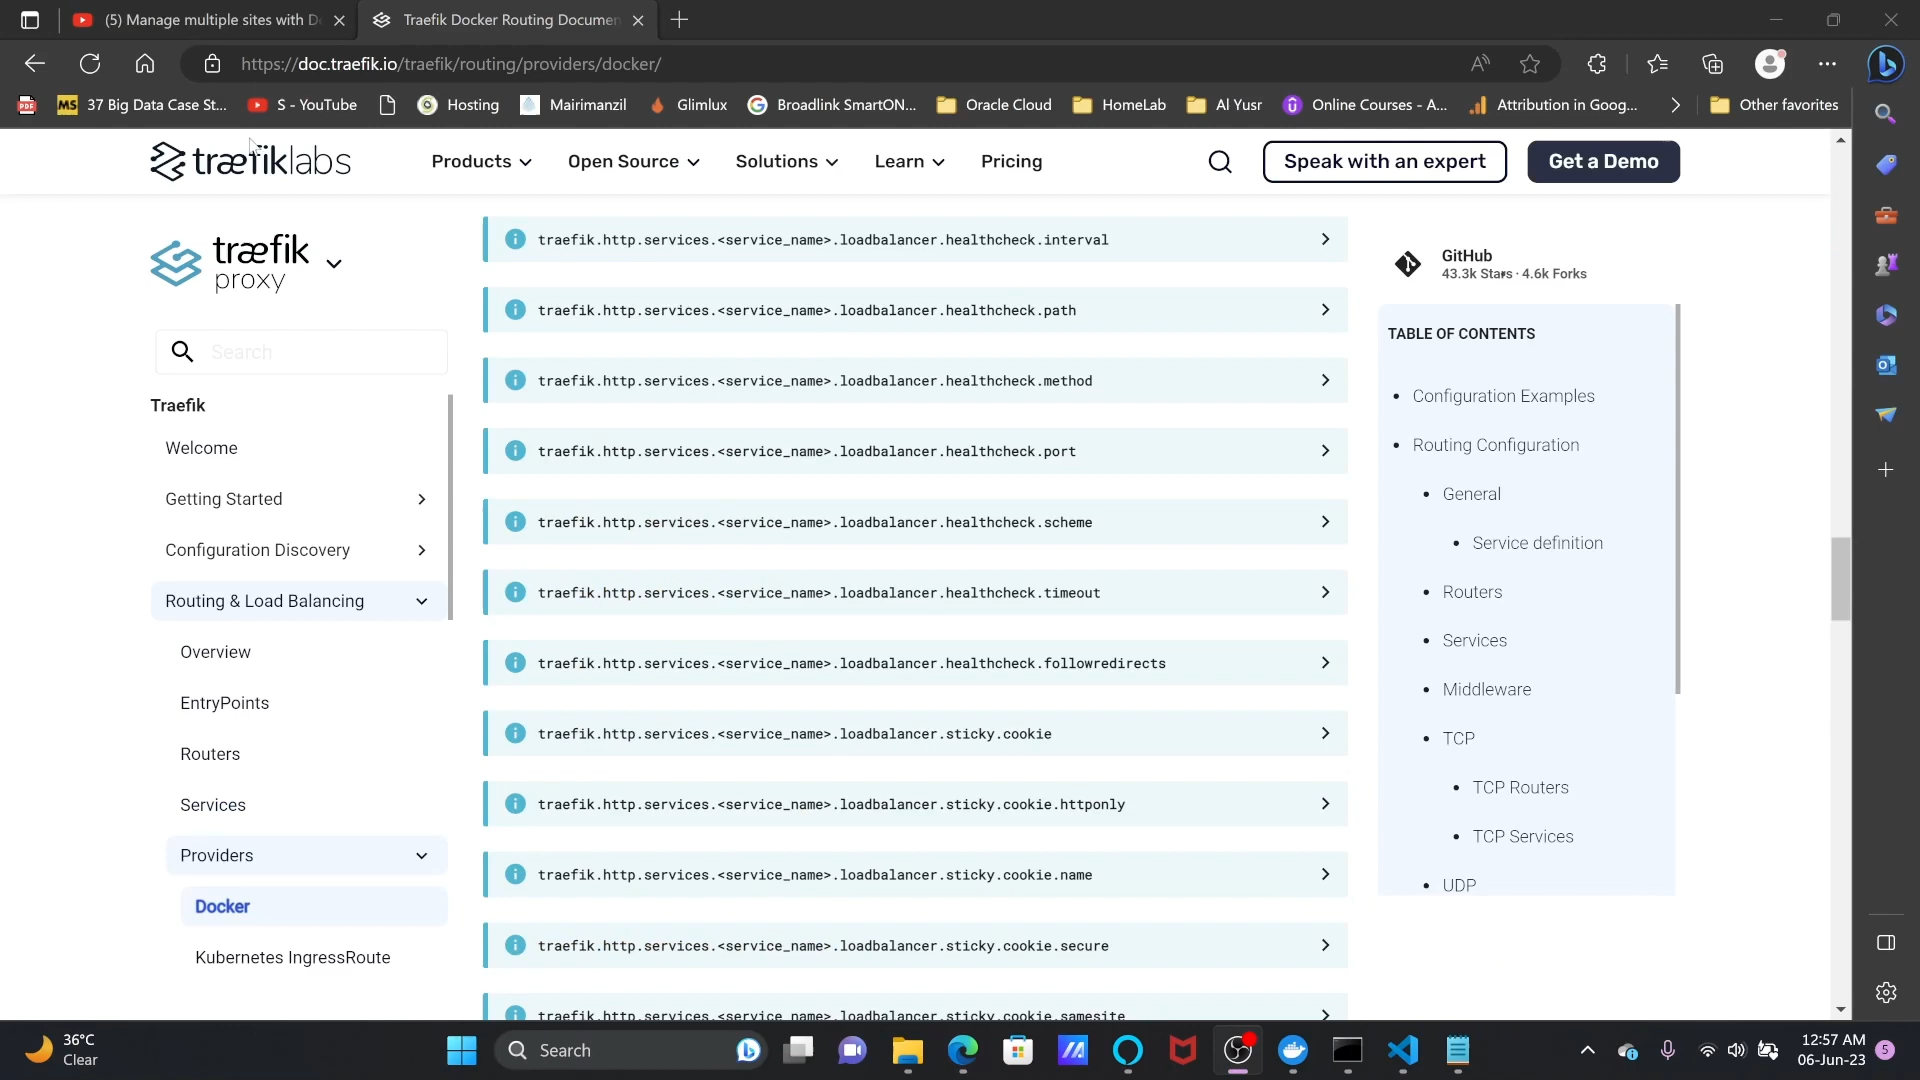 (5) Manage multiple sites with D
Traefik Docker Routing Documen
https://doc.traefik.io/traefik/routing/providers/docker/
PDF
MS 37 Big Data Case St...
S - YouTube
Hosting
Mairimanzil
Glimlux
Broadlink SmartON...
Oracle Cloud
HomeLab
Al Yusr
Online Courses - A...
Attribution in Goog...
Other favorites
træfiklabs
Products
Open Source
Solutions
Learn
Pricing
Speak with an expert
Get a Demo
træfik
proxy
Search
Traefik
Welcome
Getting Started
Configuration Discovery
Routing & Load Balancing
Overview
EntryPoints
Routers
Services
Providers
Docker
Kubernetes IngressRoute
traefik.http.services.<service_name>.loadbalancer.healthcheck.interval
traefik.http.services.<service_name>.loadbalancer.healthcheck.path
traefik.http.services.<service_name>.loadbalancer.healthcheck.method
traefik.http.services.<service_name>.loadbalancer.healthcheck.port
traefik.http.services.<service_name>.loadbalancer.healthcheck.scheme
traefik.http.services.<service_name>.loadbalancer.healthcheck.timeout
traefik.http.services.<service_name>.loadbalancer.healthcheck.followredirects
traefik.http.services.<service_name>.loadbalancer.sticky.cookie
traefik.http.services.<service_name>.loadbalancer.sticky.cookie.httponly
traefik.http.services.<service_name>.loadbalancer.sticky.cookie.name
traefik.http.services.<service_name>.loadbalancer.sticky.cookie.secure
traefik.http.services.<service_name>.loadbalancer.sticky.cookie.samesite
GitHub
43.3k Stars · 4.6k Forks
TABLE OF CONTENTS
Configuration Examples
Routing Configuration
General
Service definition
Routers
Services
Middleware
TCP
TCP Routers
TCP Services
UDP
36°C
Clear
Search
12:57 AM
06-Jun-23
5